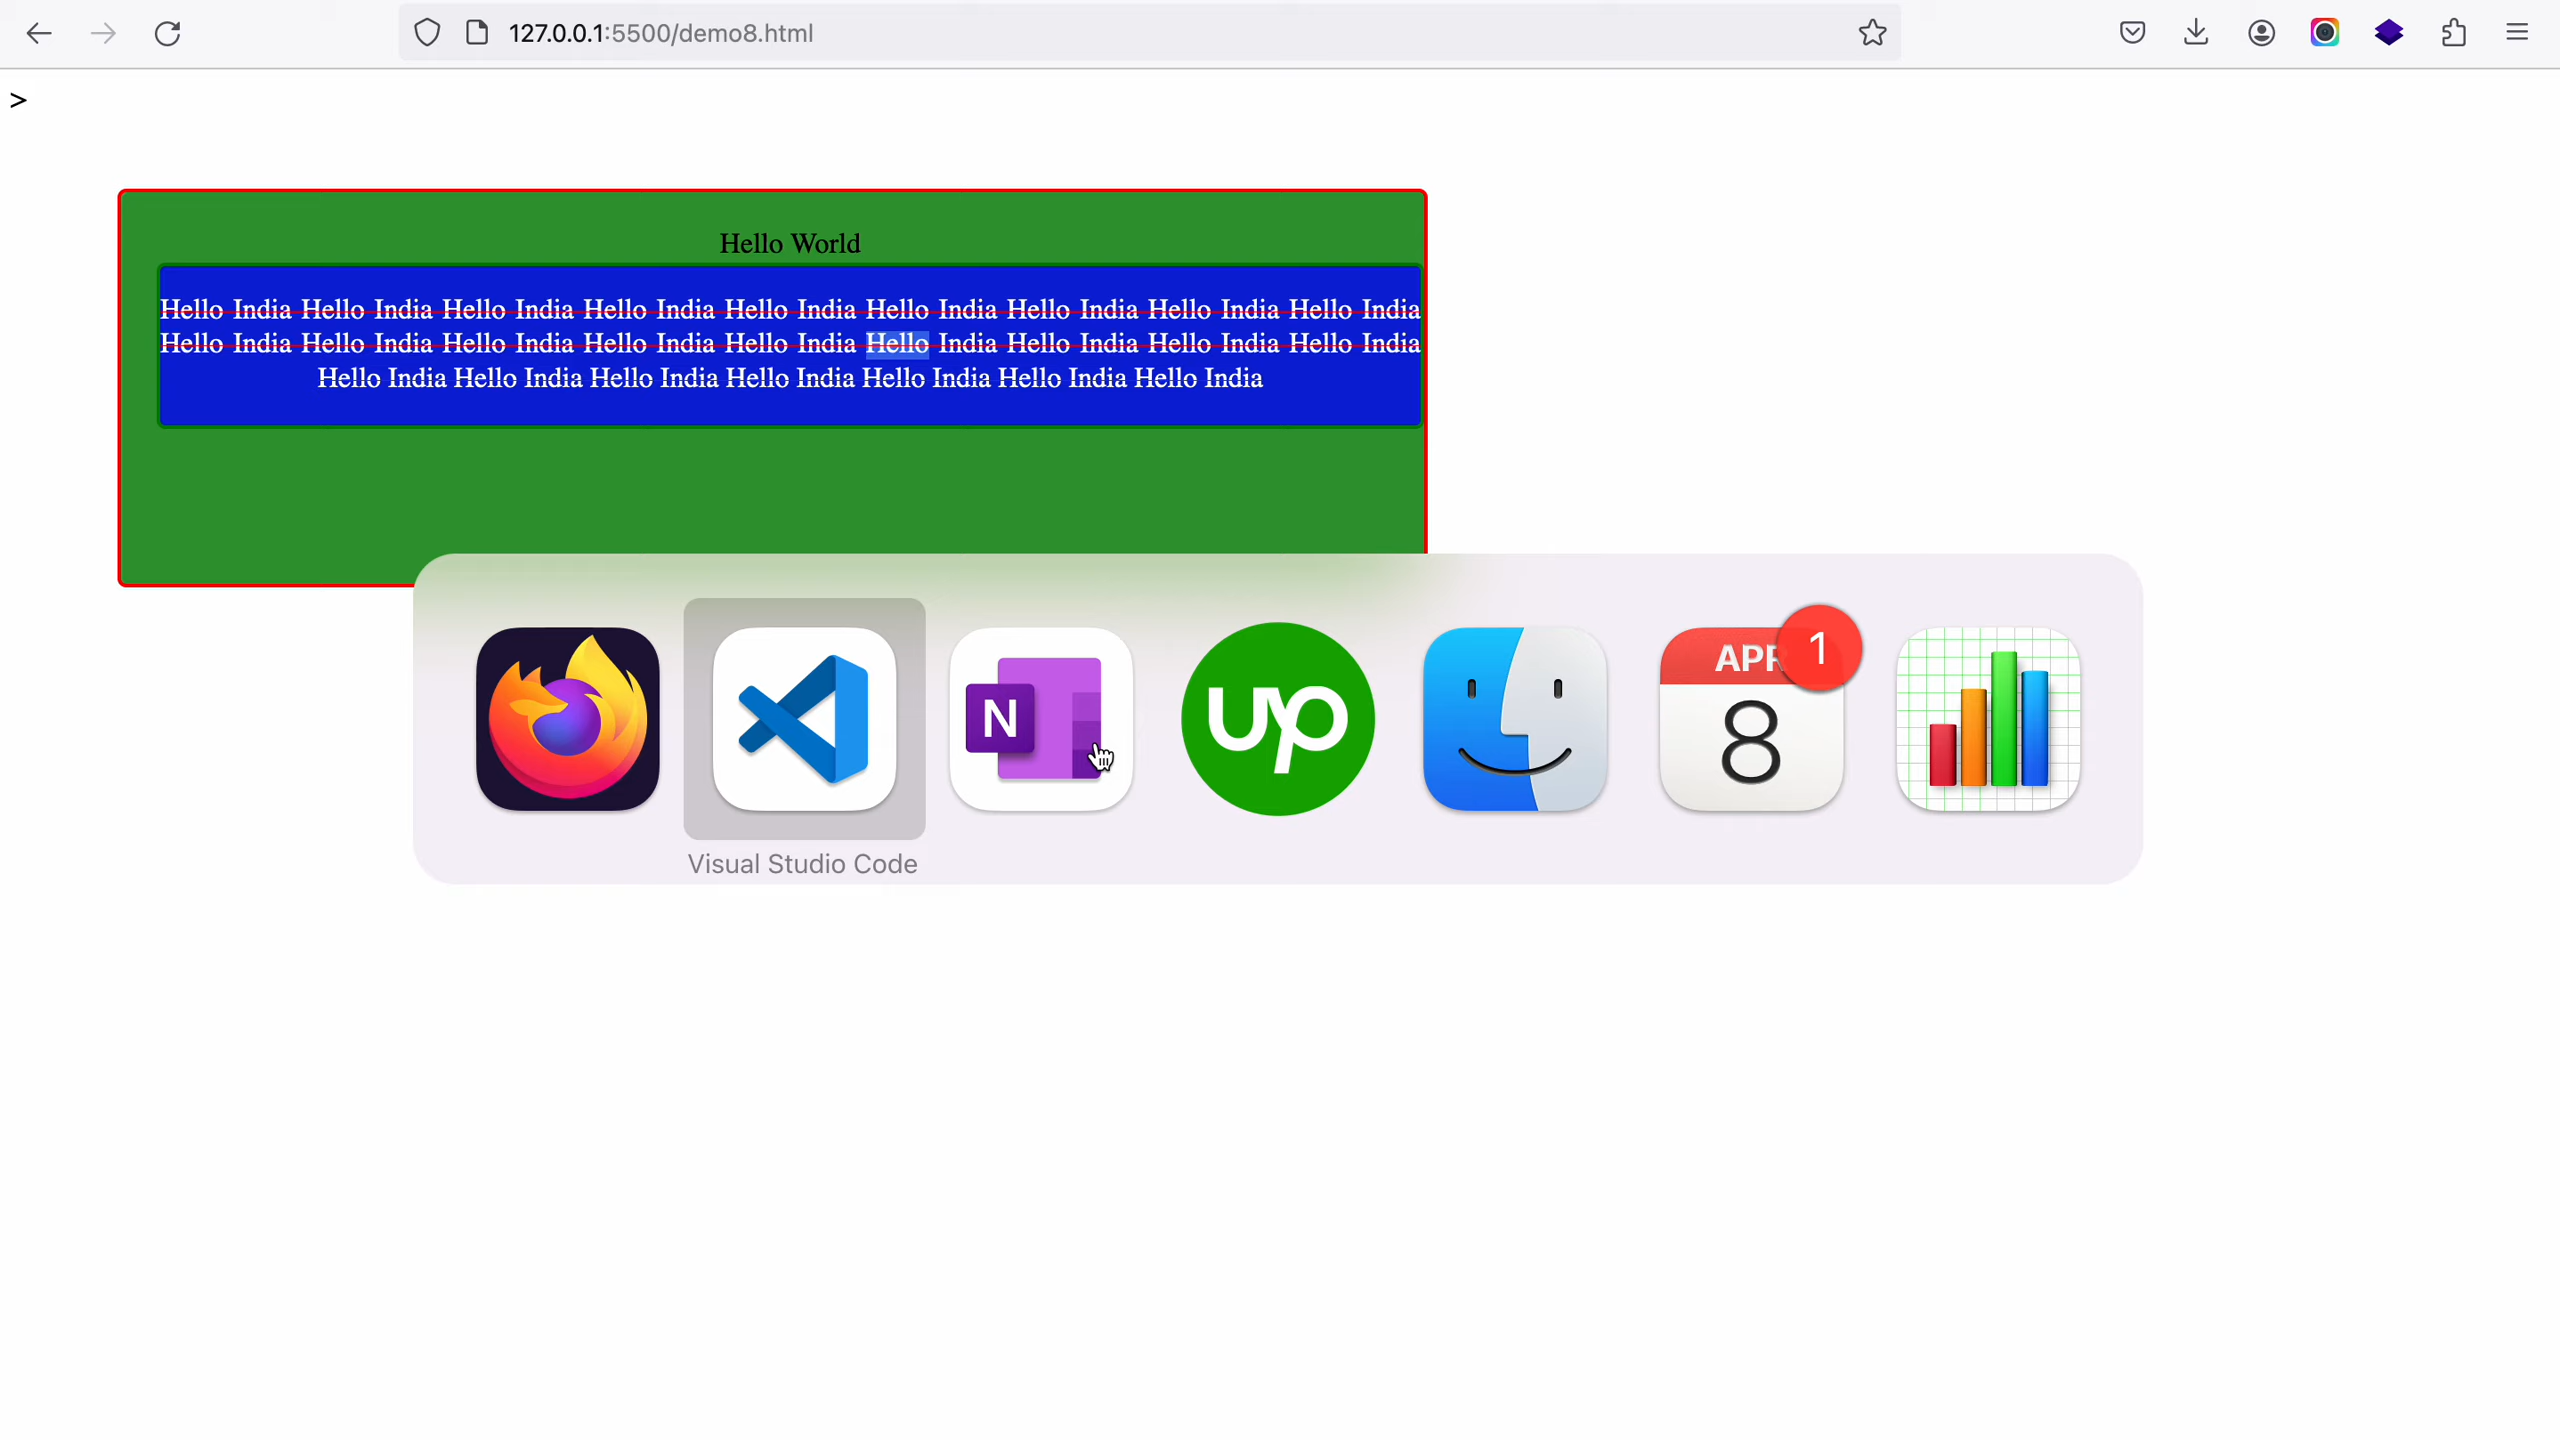 127.0.0.1:5500/demo8.html
>
Hello World
Hello India Hello India Hello India Hello India Hello India Hello India Hello India Hello India Hello India
Hello India Hello India Hello India Hello India Hello India Hello India Hello India Hello India Hello India
Hello India Hello India Hello India Hello India Hello India Hello India Hello India
N
up
APR
1
8
Visual Studio Code